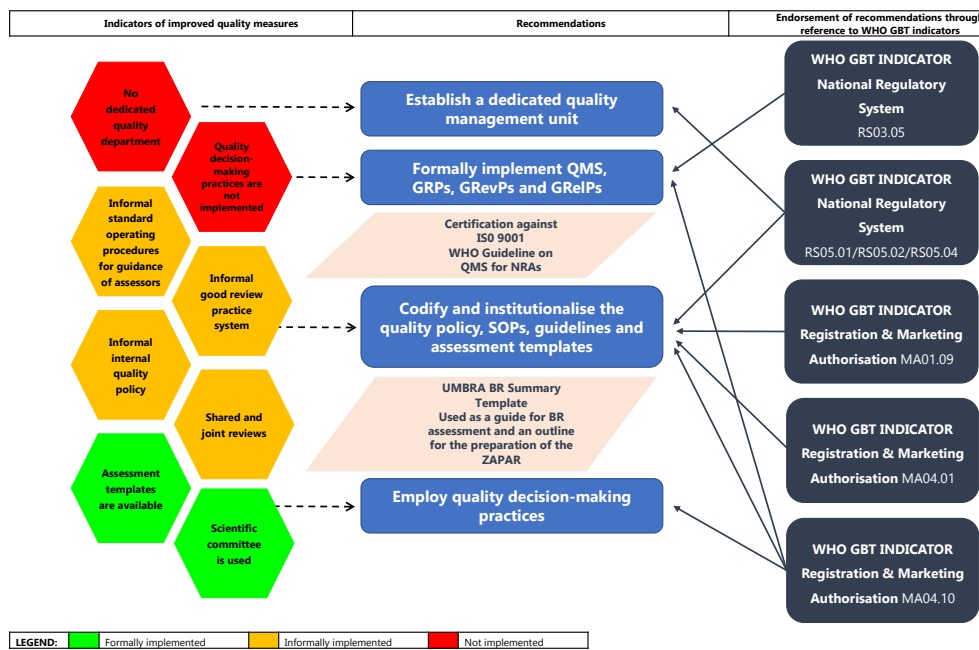 Indicators of improved quality measures
Recommendations
Endorsement of recommendations throug
reference to WHO GBT indicators
No
dedicated
quality
department
Quality
decision-
making
practices are
not
implemented
Informal
standard
operating
procedures
for guidance
of assessors
Informal
good review
practice
system
Informal
internal
quality
policy
Shared and
joint reviews
Assessment
templates
are available
Scientific
committee
is used
Establish a dedicated quality
management unit
Formally implement QMS,
GRPs, GRevPs and GRelPs
Certification against
IS0 9001
WHO Guideline on
QMS for NRAs
Codify and institutionalise the
quality policy, SOPs, guidelines and
assessment templates
UMBRA BR Summary
Template
Used as a guide for BR
assessment and an outline
for the preparation of the
ZAPAR
Employ quality decision-making
practices
WHO GBT INDICATOR
National Regulatory
System
RS03.05
WHO GBT INDICATOR
National Regulatory
System
RS05.01/RS05.02/RS05.04
WHO GBT INDICATOR
Registration & Marketing
Authorisation MA01.09
WHO GBT INDICATOR
Registration & Marketing
Authorisation MA04.01
WHO GBT INDICATOR
Registration & Marketing
Authorisation MA04.10
LEGEND: Formally implemented Informally implemented Not implemented